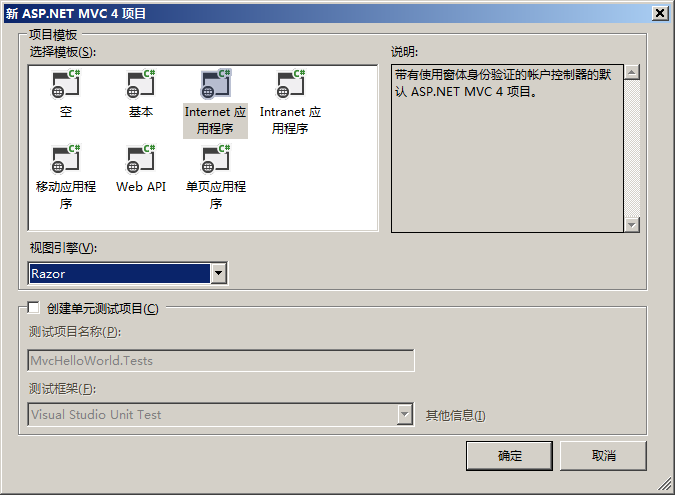 新 ASP.NET MVC 4 项目
项目模板
选择模板(S):
说明:
C#
C#
C#
C#
空
基本
Internet 应
用程序
Intranet 应
用程序
C#
C#
C#
移动应用程
序
Web API
单页应用程
序
带有使用窗体身份验证的帐户控制器的默
认 ASP.NET MVC 4 项目。
视图引擎(V):
Razor
创建单元测试项目(C)
测试项目名称(P):
MvcHelloWorld.Tests
测试框架(F):
Visual Studio Unit Test
其他信息(I)
确定
取消